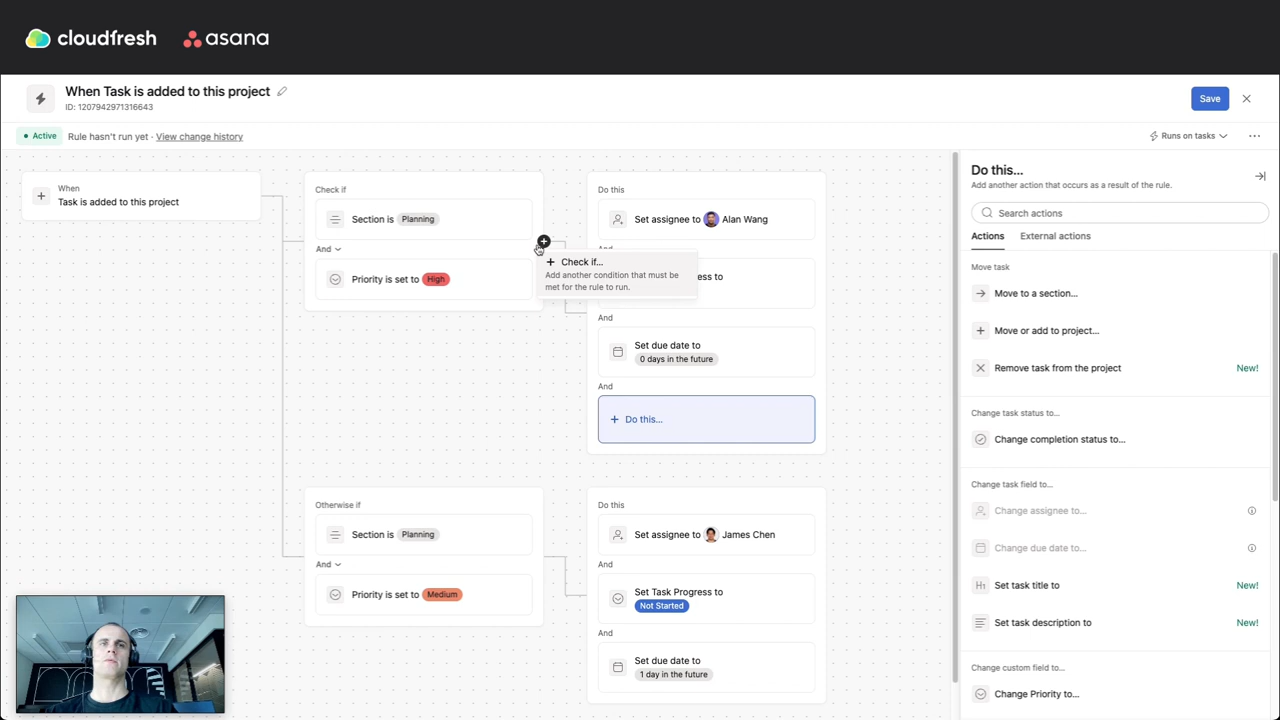 cloudfresh asana
When Task is added to this project
ID: 1207942971316643
Save
Active Rule hasn't run yet · View change history
Runs on tasks
When
Task is added to this project
Check if
Section is Planning
And
Priority is set to High
+ Check if...
Add another condition that must be
met for the rule to run.
Do this
Set assignee to Alan Wang
ess to
And
Set due date to
0 days in the future
And
+ Do this...
Otherwise if
Section is Planning
And
Priority is set to Medium
Do this
Set assignee to James Chen
And
Set Task Progress to
Not Started
And
Set due date to
1 day in the future
Do this...
Add another action that occurs as a result of the rule.
Search actions
Actions External actions
Move task
Move to a section...
Move or add to project...
Remove task from the project New!
Change task status to...
Change completion status to...
Change task field to...
Change assignee to...
Change due date to...
H1 Set task title to New!
Set task description to New!
Change custom field to...
Change Priority to...